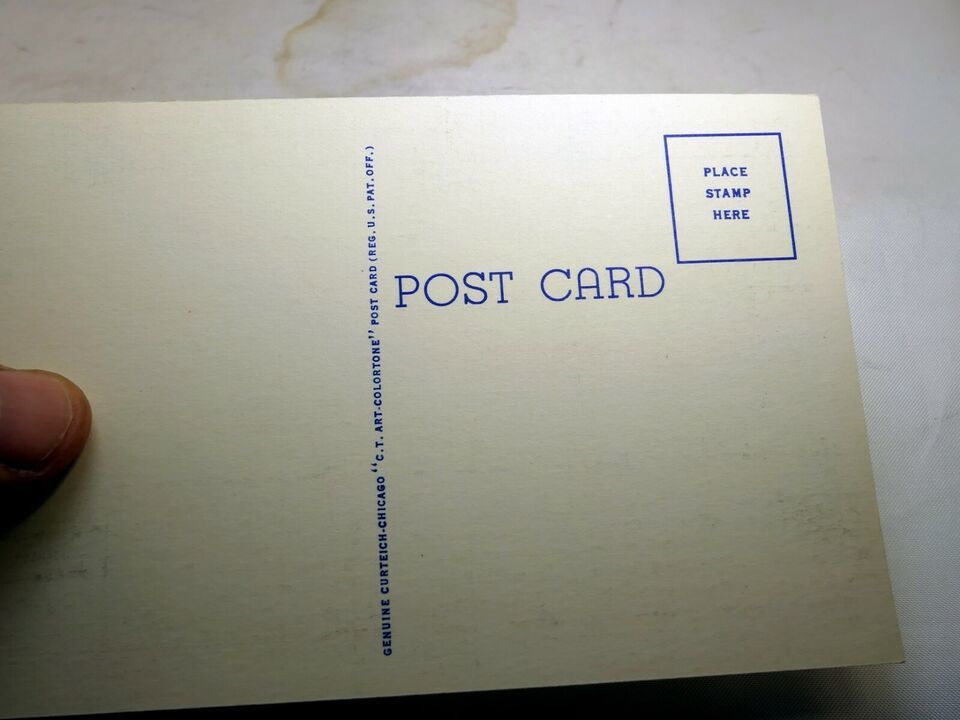 GENUINE CURTEICH-CHICAGO "C.T. ART-COLORTONE" POST CARD (REG. U.S. PAT. OFF.)
POST CARD
PLACE
STAMP
HERE